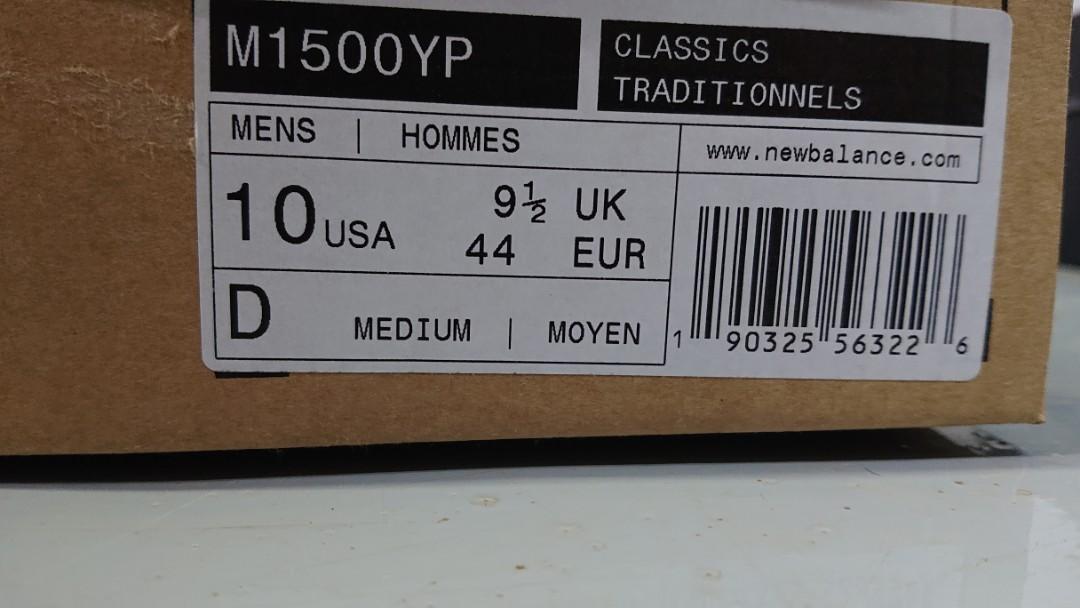 M1500YP
CLASSICS
TRADITIONNELS
MENS | HOMMES
www.newbalance.com
10 USA
9½ UK
44 EUR
D
MEDIUM | MOYEN
1 90325 56322 6